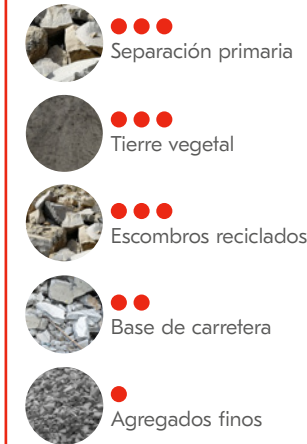 Separación primaria
Tierre vegetal
Escombros reciclados
Base de carretera
Agregados finos